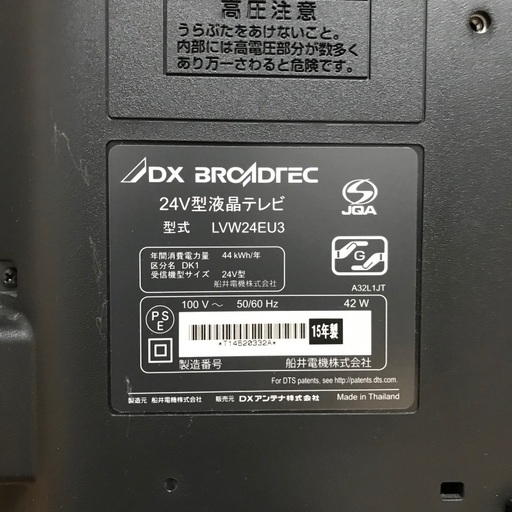 高圧注意
うらぶたをあけないこと。
内部には高電圧部分が数多く
あり万一さわると危険です。
DX BROADTEC
24V型液晶テレビ
型式 LVW24EU3
JQA
年間消費電力量 44 kWh/年
区分名 DK1
受信機型サイズ 24V型
船井電機株式会社
G
A32L1JT
100 V～ 50/60 Hz 42 W
PSE
*T14520332A*
15年製
製造番号 船井電機株式会社
For DTS patents, see http://patents.dts.com.
製造元 船井電機株式会社 販売元 DXアンテナ株式会社 Made in Thailand